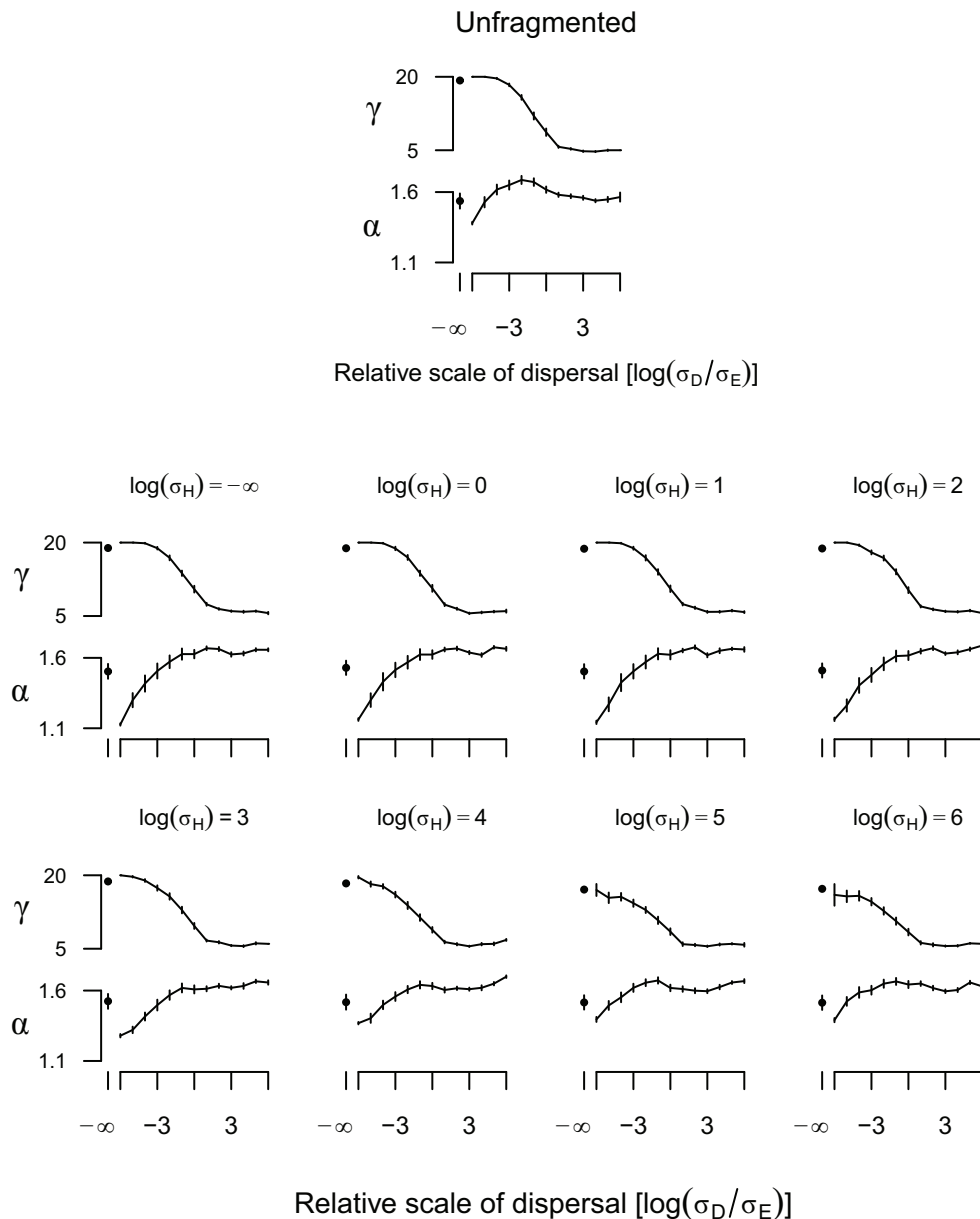 Unfragmented
γ
20
5
α
1.6
1.1
−∞ −3 3
Relative scale of dispersal [log(σD/σE)]
log(σH) = −∞ log(σH) = 0 log(σH) = 1 log(σH) = 2
γ
20
5
α
1.6
1.1
log(σH) = 3 log(σH) = 4 log(σH) = 5 log(σH) = 6
γ
20
5
α
1.6
1.1
−∞ −3 3 −∞ −3 3 −∞ −3 3 −∞ −3 3
Relative scale of dispersal [log(σD/σE)]